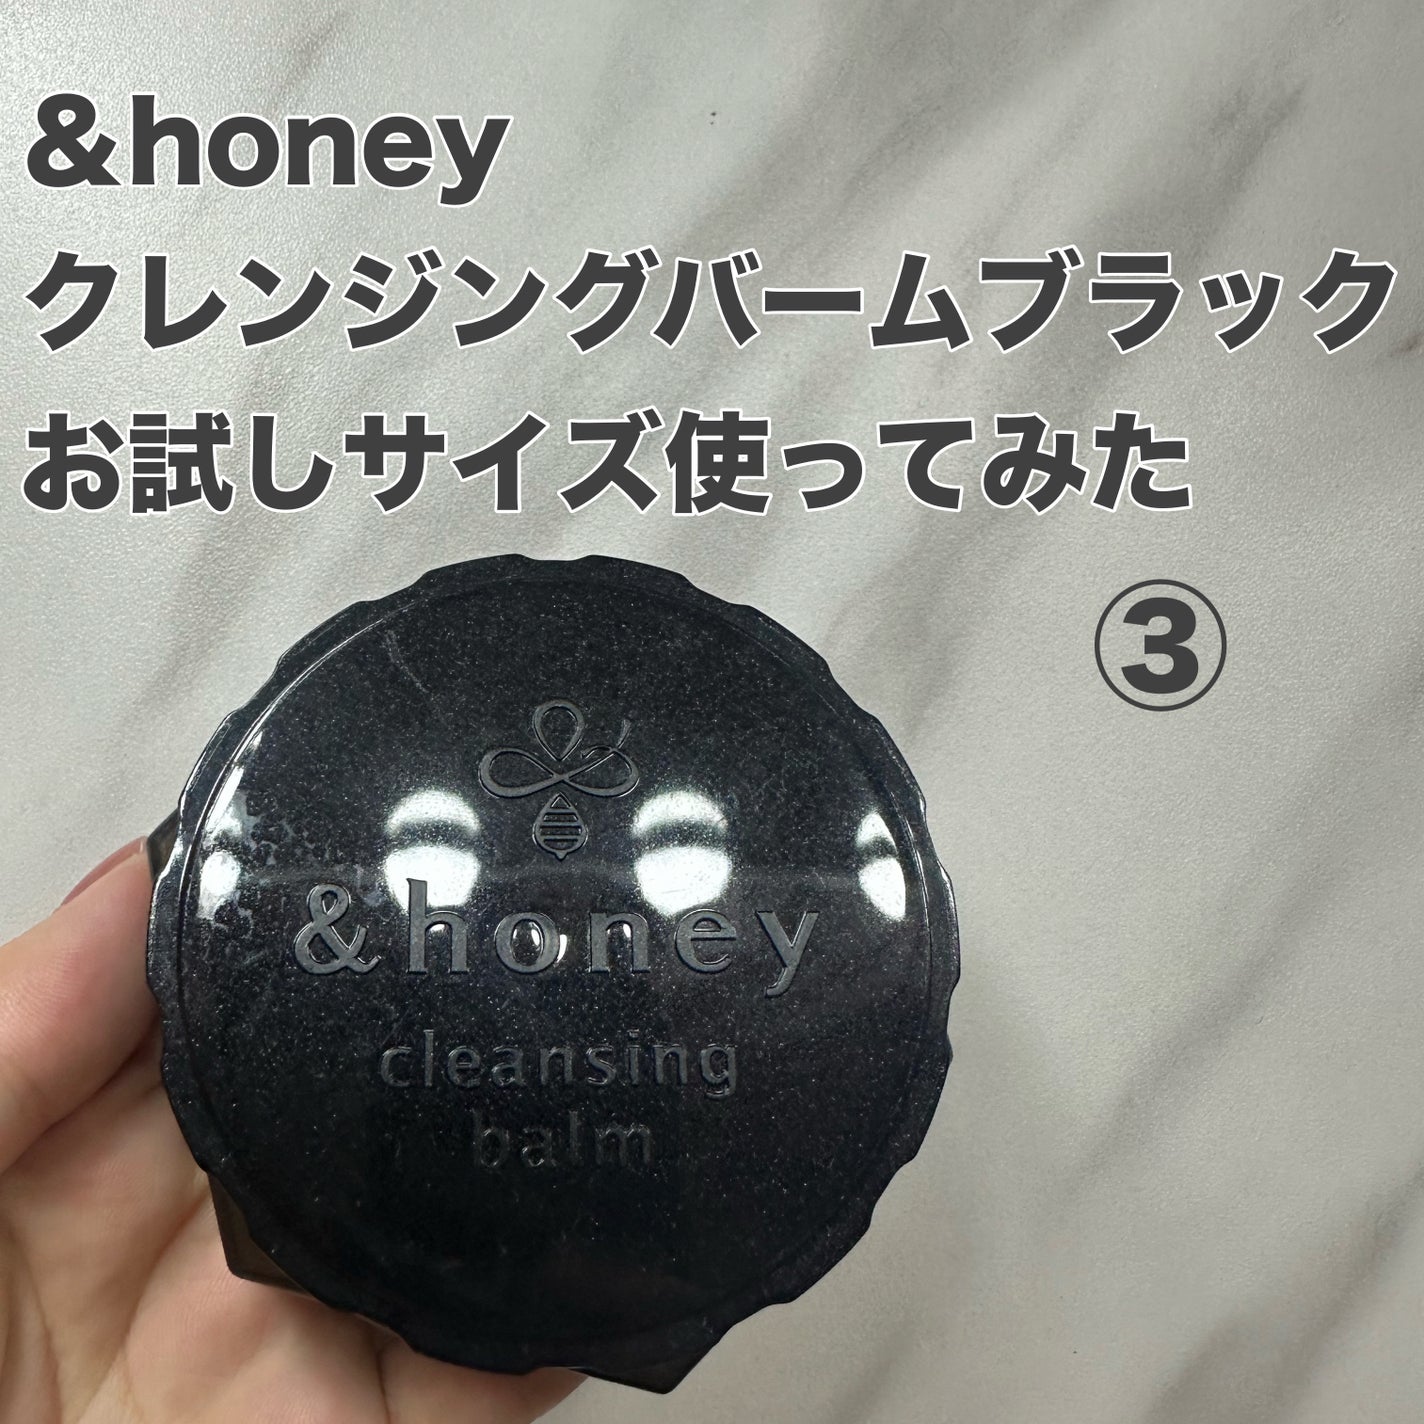 &honey
クレンジングバームブラック
お試しサイズ使ってみた
③
&honey
cleansing
balm